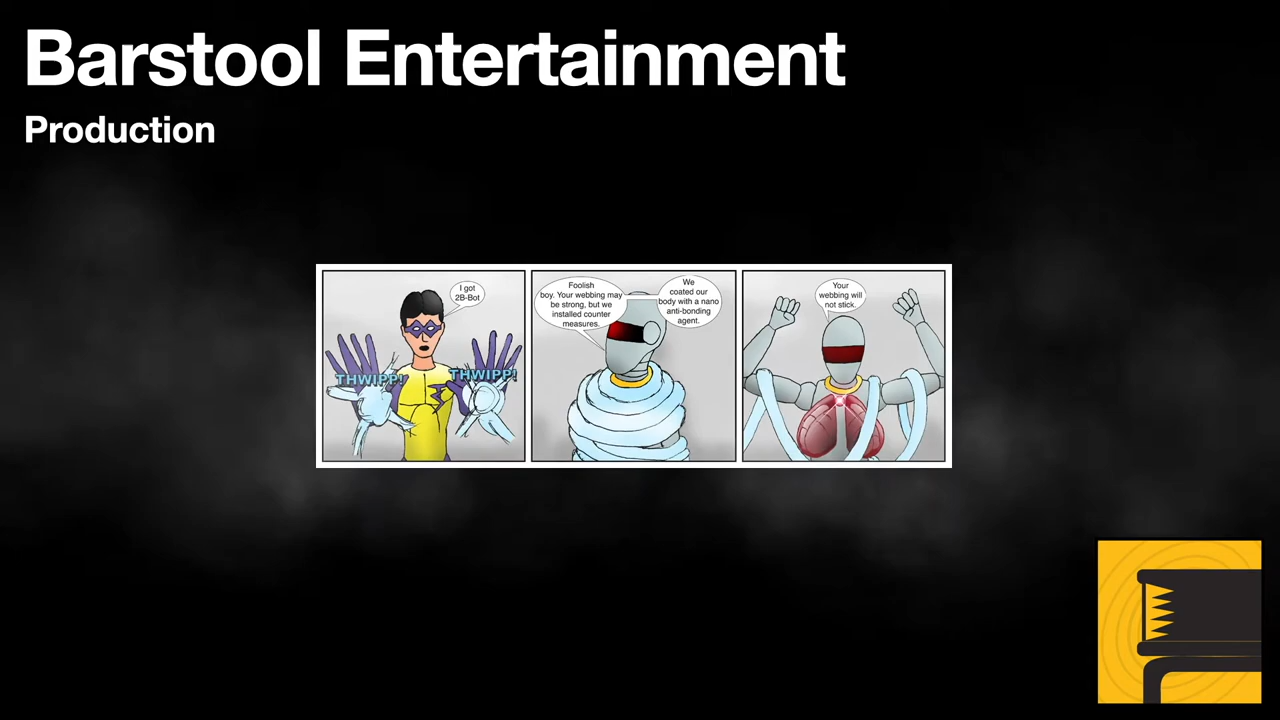 Barstool Entertainment
Production
I got
2B-Bot
THWIPP!
THWIPP!
Foolish
boy. Your webbing may
be strong, but we
installed counter
measures.
We
coated our
body with a nano
anti-bonding
agent.
Your
webbing will
not stick.